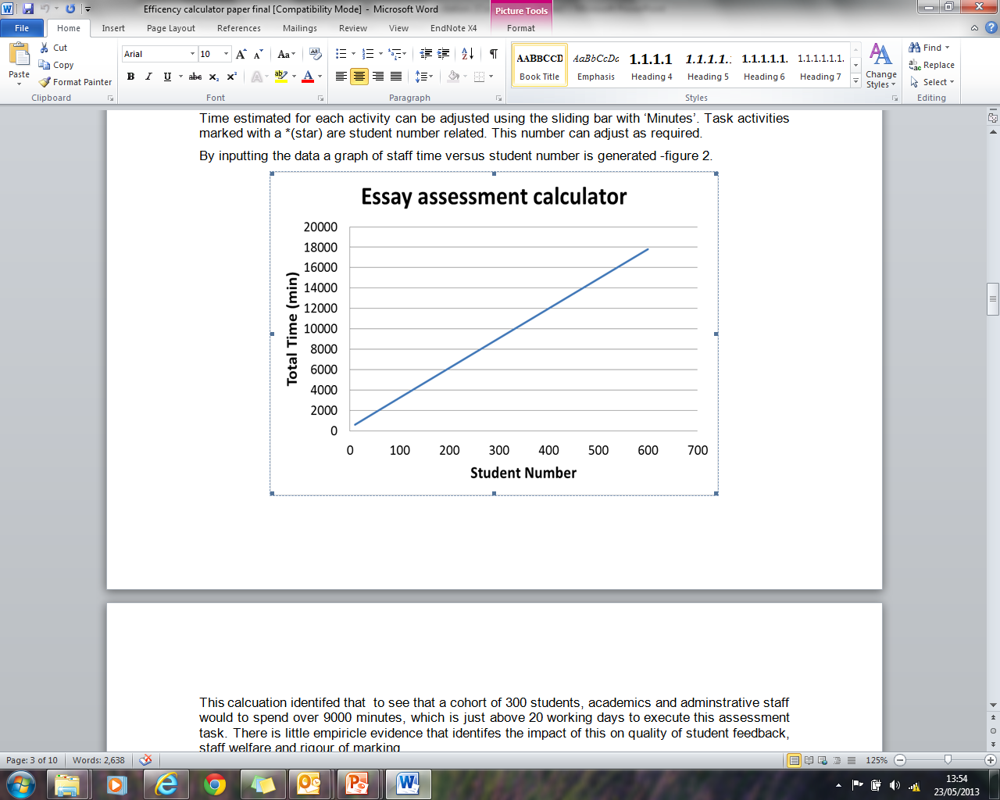 Efficency calculator paper final [Compatibility Mode] - Microsoft Word
Picture Tools
File Home Insert Page Layout References Mailings Review View EndNote X4 Format
Paste
Cut
Copy
Format Painter
Clipboard
Arial 10
Font
Paragraph
AABBCCD AaBbCcDc 1.1.1.1 1.1.1.1. 1.1.1.1.1. 1.1.1.1.1.1.
Book Title Emphasis Heading 4 Heading 5 Heading 6 Heading 7
Change Styles
Styles
Find
Replace
Select
Editing
Time estimated for each activity can be adjusted using the sliding bar with ‘Minutes’. Task activities
marked with a *(star) are student number related. This number can adjust as required.
By inputting the data a graph of staff time versus student number is generated -figure 2.
Essay assessment calculator
Total Time (min)
20000
18000
16000
14000
12000
10000
8000
6000
4000
2000
0
0 100 200 300 400 500 600 700
Student Number
This calcuation identifed that to see that a cohort of 300 students, academics and adminstrative staff
would to spend over 9000 minutes, which is just above 20 working days to execute this assessment
task. There is little empiricle evidence that identifes the impact of this on quality of student feedback,
staff welfare and rigour of marking
Page: 3 of 10 Words: 2,638 125%
13:54
23/05/2013